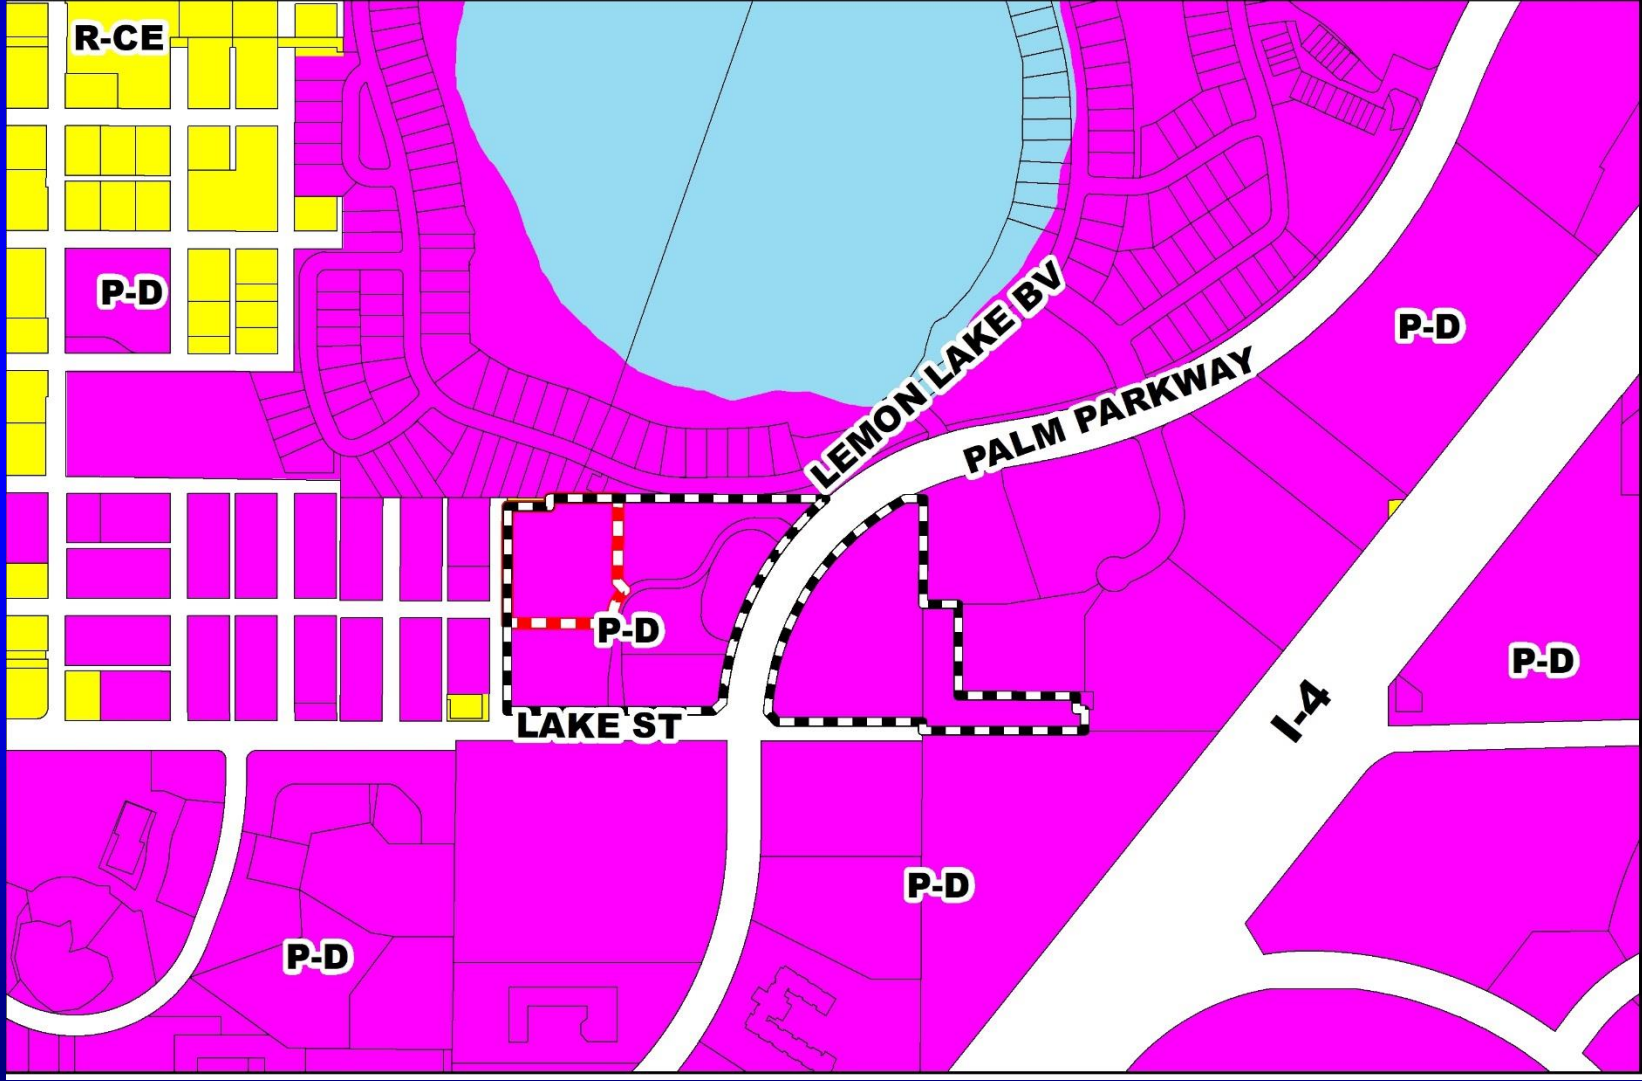 R-CE
P-D
LEMON LAKE BV
P-D
PALM PARKWAY
P-D
P-D
I-4
LAKE ST
P-D
P-D